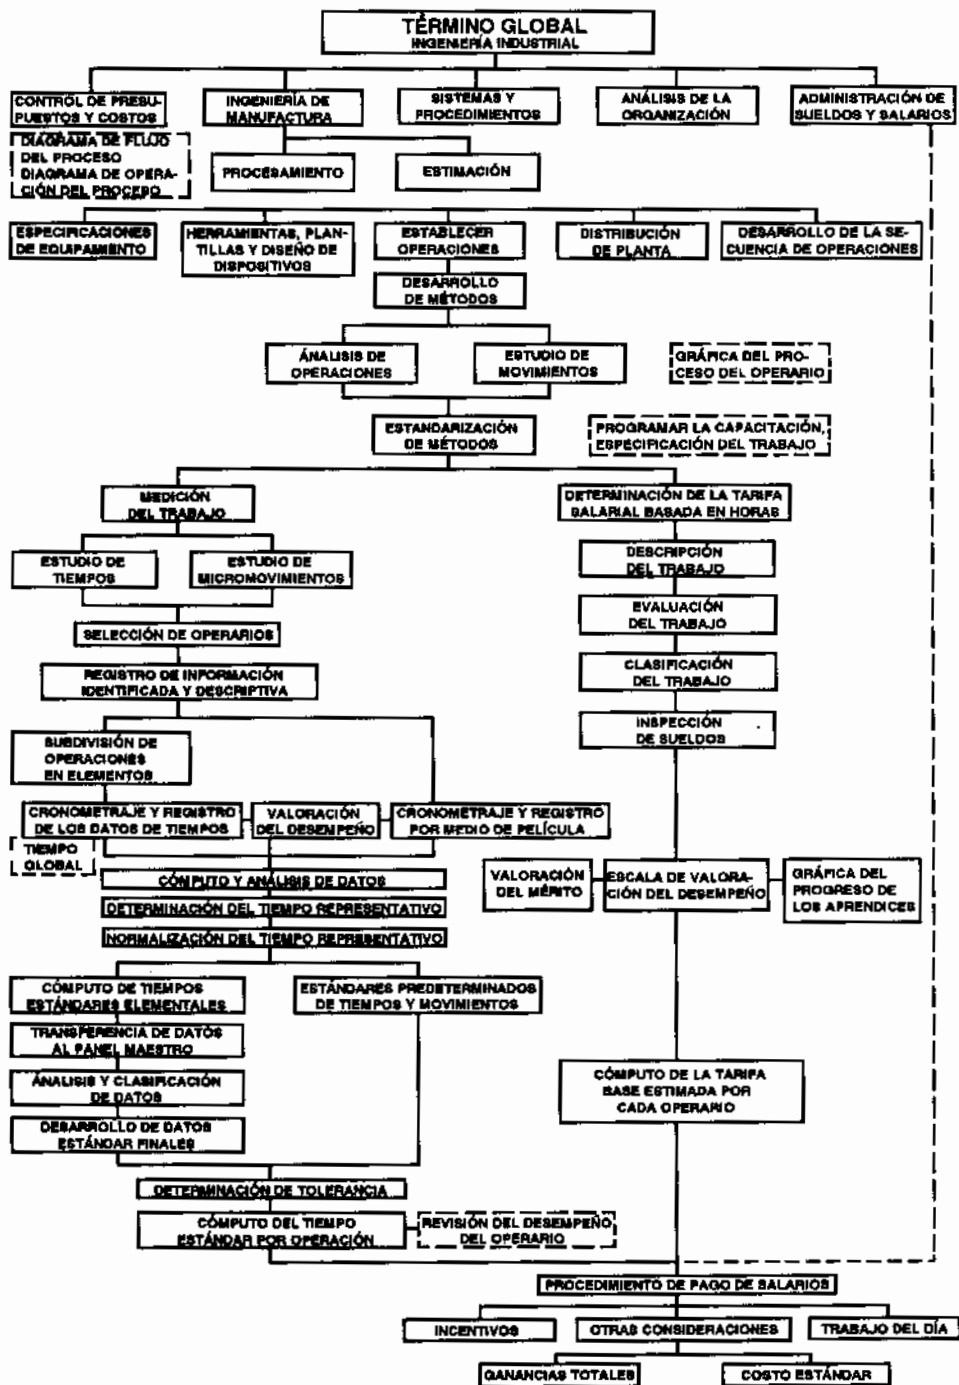 TÉRMINO GLOBAL
INGENIERÍA INDUSTRIAL
CONTROL DE PRESU-
PUESTOS Y COSTOS
INGENIERÍA DE
MANUFACTURA
SISTEMAS Y
PROCEDIMIENTOS
ANÁLISIS DE LA
ORGANIZACIÓN
ADMINISTRACIÓN DE
SUELDOS Y SALARIOS
DIAGRAMA DE FLUJO
DEL PROCESO
DIAGRAMA DE OPERA-
CIÓN DEL PROCESO
PROCESAMIENTO
ESTIMACIÓN
ESPECIFICACIONES
DE EQUIPAMIENTO
HERRAMIENTAS, PLAN-
TILLAS Y DISEÑO DE
DISPOSITIVOS
ESTABLECER
OPERACIONES
DISTRIBUCIÓN
DE PLANTA
DESARROLLO DE LA SE-
CUENCIA DE OPERACIONES
DESARROLLO
DE MÉTODOS
ÁNALISIS DE
OPERACIONES
ESTUDIO DE
MOVIMIENTOS
GRÁFICA DEL PRO-
CESO DEL OPERARIO
ESTANDARIZACIÓN
DE MÉTODOS
PROGRAMAR LA CAPACITACIÓN,
ESPECIFICACIÓN DEL TRABAJO
MEDICIÓN
DEL TRABAJO
DETERMINACIÓN DE LA TARIFA
SALARIAL BASADA EN HORAS
ESTUDIO DE
TIEMPOS
ESTUDIO DE
MICROMOVIMIENTOS
DESCRIPCIÓN
DEL TRABAJO
SELECCIÓN DE OPERARIOS
EVALUACIÓN
DEL TRABAJO
REGISTRO DE INFORMACIÓN
IDENTIFICADA Y DESCRIPTIVA
CLASIFICACIÓN
DEL TRABAJO
SUBDIVISIÓN DE
OPERACIONES
EN ELEMENTOS
INSPECCIÓN
DE SUELDOS
CRONOMETRAJE Y REGISTRO
DE LOS DATOS DE TIEMPOS
VALORACIÓN
DEL DESEMPEÑO
CRONOMETRAJE Y REGISTRO
POR MEDIO DE PELÍCULA
TIEMPO
GLOBAL
CÓMPUTO Y ANÁLISIS DE DATOS
VALORACIÓN
DEL MÉRITO
ESCALA DE VALORA-
CIÓN DEL DESEMPEÑO
GRÁFICA DEL
PROGRESO DE
LOS APRENDICES
DETERMINACIÓN DEL TIEMPO REPRESENTATIVO
NORMALIZACIÓN DEL TIEMPO REPRESENTATIVO
CÓMPUTO DE TIEMPOS
ESTÁNDARES ELEMENTALES
ESTÁNDARES PREDETERMINADOS
DE TIEMPOS Y MOVIMIENTOS
TRANSFERENCIA DE DATOS
AL PANEL MAESTRO
ÁNALISIS Y CLASIFICACIÓN
DE DATOS
CÓMPUTO DE LA TARIFA
BASE ESTIMADA POR
CADA OPERARIO
DESARROLLO DE DATOS
ESTÁNDAR FINALES
DETERMINACIÓN DE TOLERANCIA
CÓMPUTO DEL TIEMPO
ESTÁNDAR POR OPERACIÓN
REVISIÓN DEL DESEMPEÑO
DEL OPERARIO
PROCEDIMIENTO DE PAGO DE SALARIOS
INCENTIVOS
OTRAS CONSIDERACIONES
TRABAJO DEL DÍA
GANANCIAS TOTALES
COSTO ESTÁNDAR